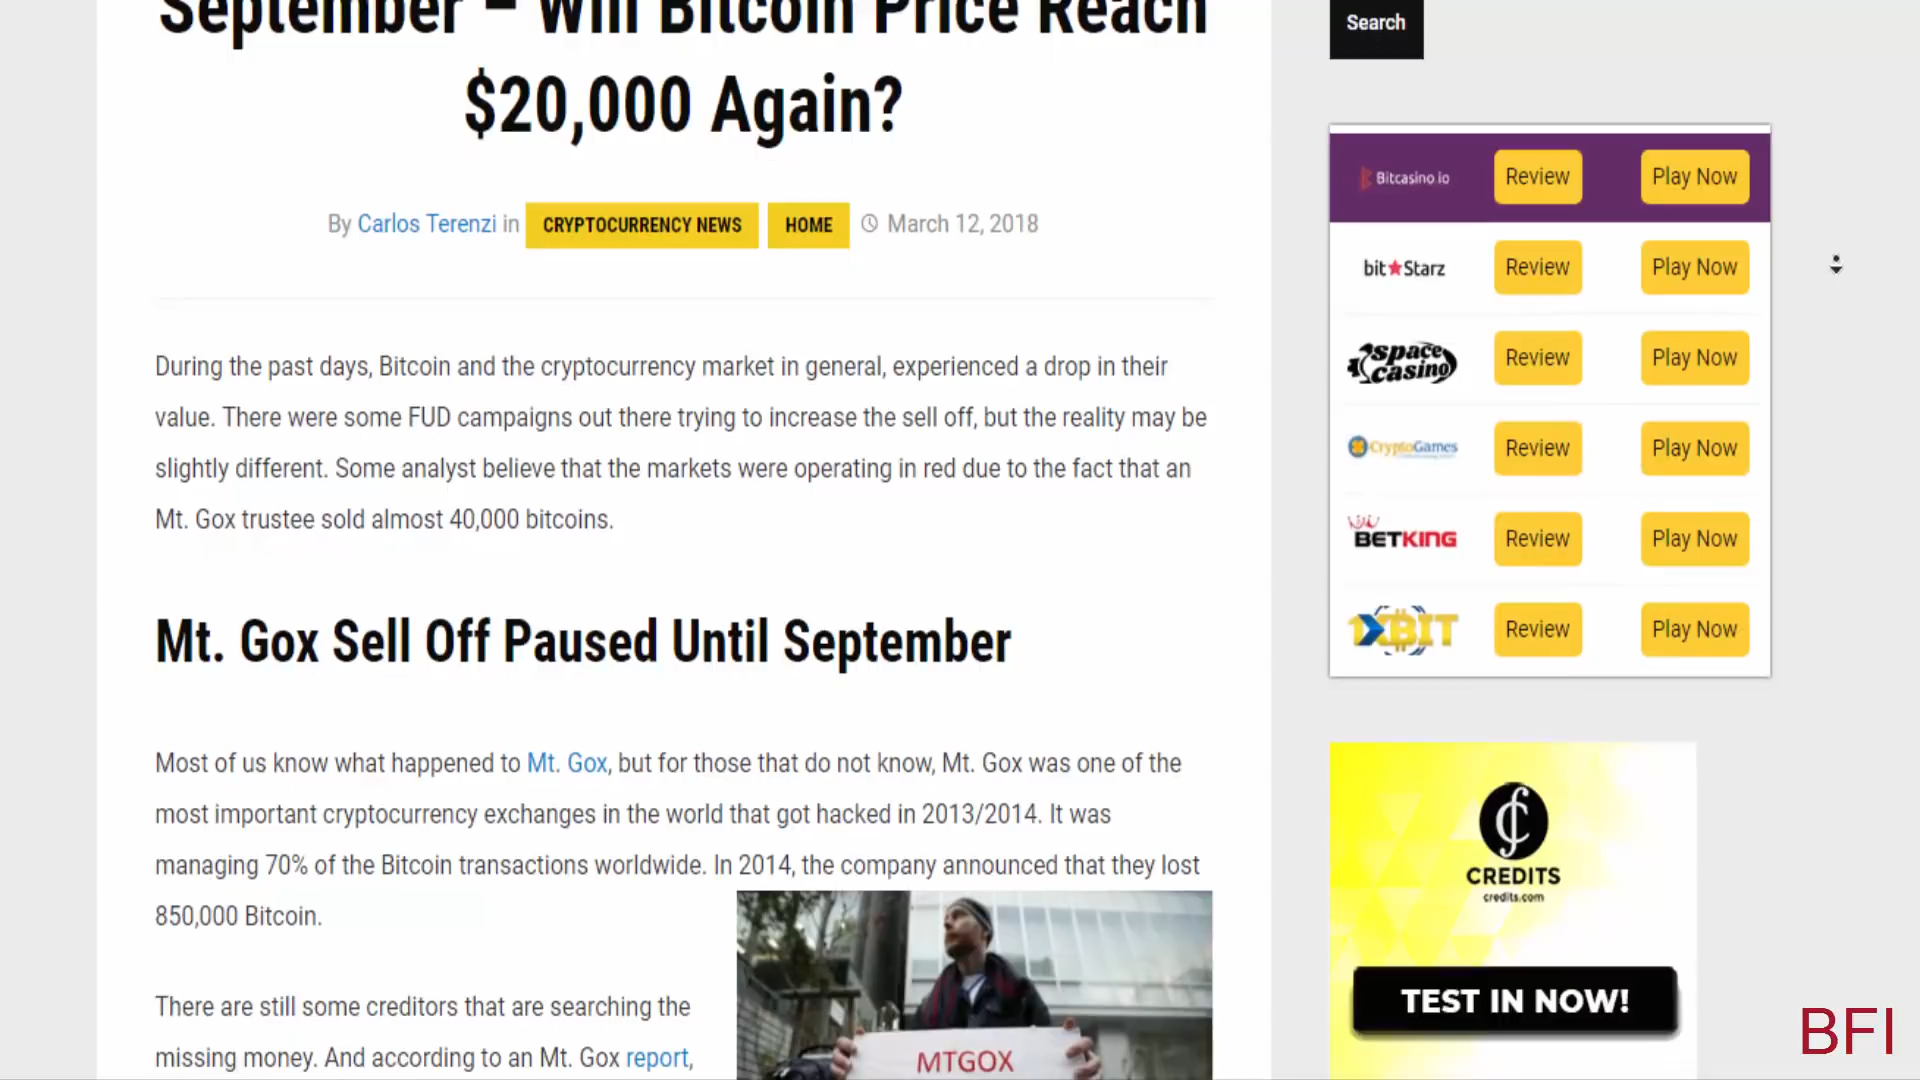 September – Will Bitcoin Price Reach
$20,000 Again?
By Carlos Terenzi in CRYPTOCURRENCY NEWS HOME March 12, 2018
During the past days, Bitcoin and the cryptocurrency market in general, experienced a drop in their
value. There were some FUD campaigns out there trying to increase the sell off, but the reality may be
slightly different. Some analyst believe that the markets were operating in red due to the fact that an
Mt. Gox trustee sold almost 40,000 bitcoins.
Mt. Gox Sell Off Paused Until September
Most of us know what happened to Mt. Gox, but for those that do not know, Mt. Gox was one of the
most important cryptocurrency exchanges in the world that got hacked in 2013/2014. It was
managing 70% of the Bitcoin transactions worldwide. In 2014, the company announced that they lost
850,000 Bitcoin.
There are still some creditors that are searching the
missing money. And according to an Mt. Gox report,
MTGOX
Search
Bitcasino.io Review Play Now
bitStarz Review Play Now
space casino Review Play Now
CryptoGames Review Play Now
BETKING Review Play Now
1XBIT Review Play Now
CREDITS
credits.com
TEST IN NOW!
BFI